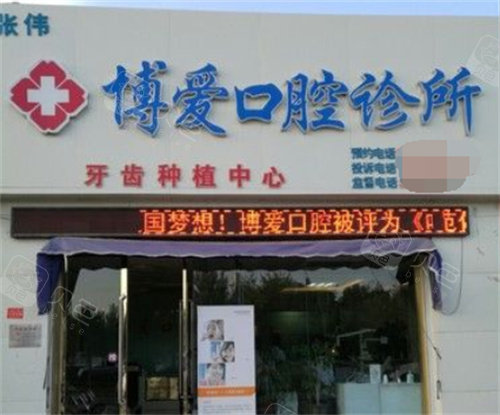 张伟
博爱口腔诊所
牙齿种植中心
预约电话
投诉电话
监督电话
国梦想！博爱口腔被评为《